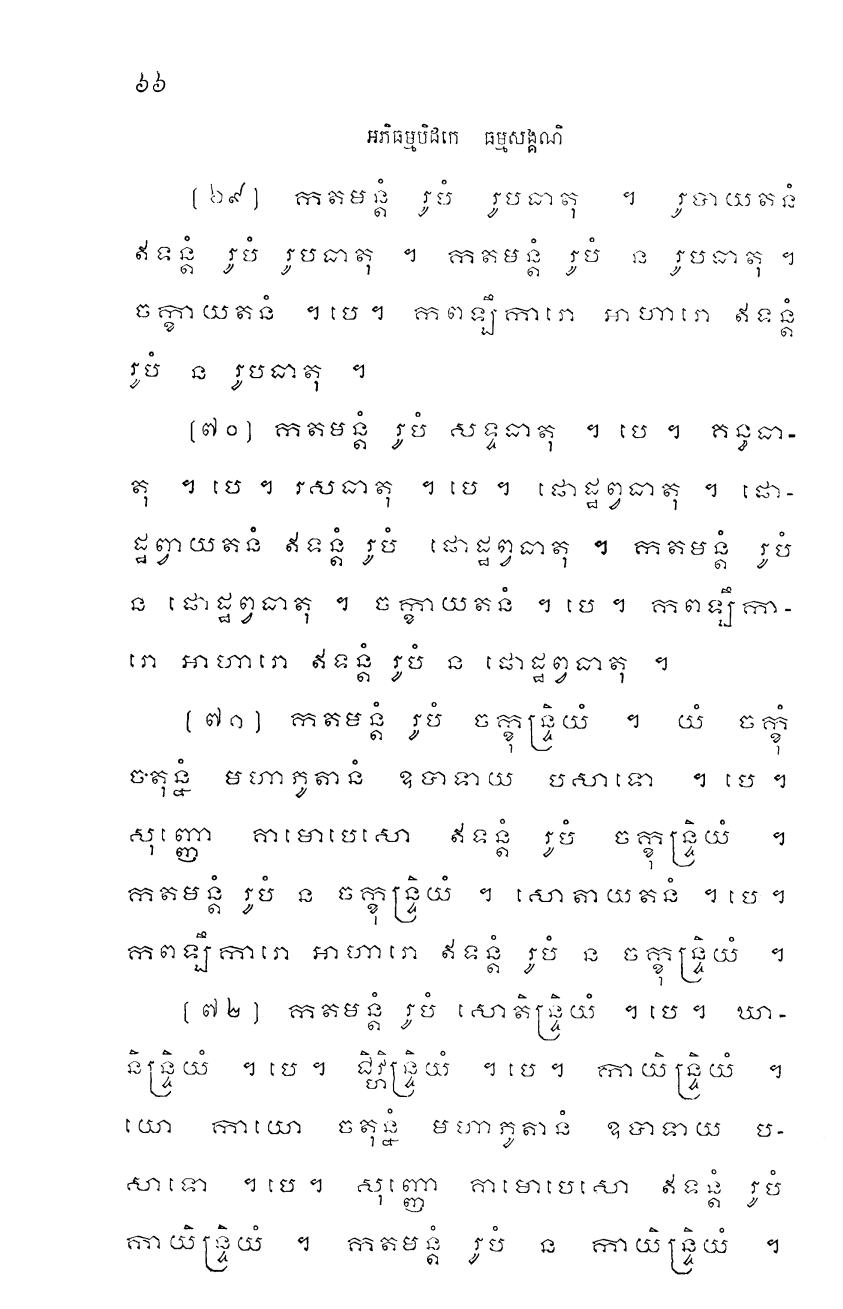 ៦៦
អភិធម្មបិដកេ ធម្មសង្គណិ
[៦៩] កតមន្តំ រូបំ រូបធាតុ ។ រូបាយតនំ
ឥទន្តំ រូបំ រូបធាតុ ។ កតមន្តំ រូបំ ន រូបធាតុ ។
ចក្ខាយតនំ ។បេ។ កពឡីការោ អាហារោ ឥទន្តំ
រូបំ ន រូបធាតុ ។
[៧០] កតមន្តំ រូបំ សទ្ទធាតុ ។ បេ ។ គន្ធធា-
តុ ។ បេ ។ រសធាតុ ។ បេ ។ ផោដ្ឋព្វធាតុ ។ ផោ-
ដ្ឋព្វាយតនំ ឥទន្តំ រូបំ ផោដ្ឋព្វធាតុ ។ កតមន្តំ រូបំ
ន ផោដ្ឋព្វធាតុ ។ ចក្ខាយតនំ ។ បេ ។ កពឡីកា-
រោ អាហារោ ឥទន្តំ រូបំ ន ផោដ្ឋព្វធាតុ ។
[៧១] កតមន្តំ រូបំ ចក្ខុន្ទ្រិយំ ។ យំ ចក្ខុំ
ចតុន្នំ មហាភូតានំ ឧបាទាយ បសាទោ ។ បេ ។
សុញ្ញោ គាមោបេសោ ឥទន្តំ រូបំ ចក្ខុន្ទ្រិយំ ។
កតមន្តំ រូបំ ន ចក្ខុន្ទ្រិយំ ។ សោតាយតនំ ។ បេ ។
កពឡីការោ អាហារោ ឥទន្តំ រូបំ ន ចក្ខុន្ទ្រិយំ ។
[៧២] កតមន្តំ រូបំ សោតិន្ទ្រិយំ ។ បេ ។ ឃា-
និន្ទ្រិយំ ។ បេ ។ ជិវ្ហិន្ទ្រិយំ ។ បេ ។ កាយិន្ទ្រិយំ ។
យោ កាយោ ចតុន្នំ មហាភូតានំ ឧបាទាយ ប-
សាទោ ។ បេ ។ សុញ្ញោ គាមោបេសោ ឥទន្តំ រូបំ
កាយិន្ទ្រិយំ ។ កតមន្តំ រូបំ ន កាយិន្ទ្រិយំ ។